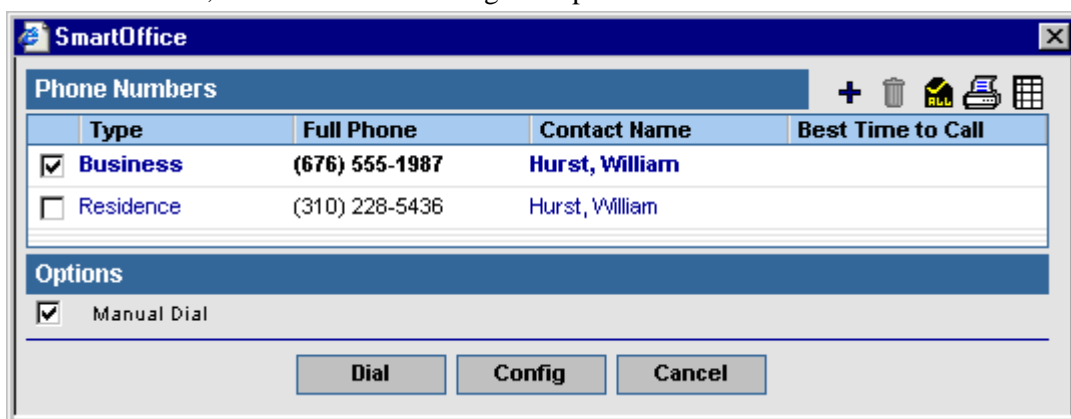 SmartOffice
Phone Numbers
ALL
Type Full Phone Contact Name Best Time to Call
Business (676) 555-1987 Hurst, William
Residence (310) 228-5436 Hurst, William
Options
Manual Dial
Dial Config Cancel